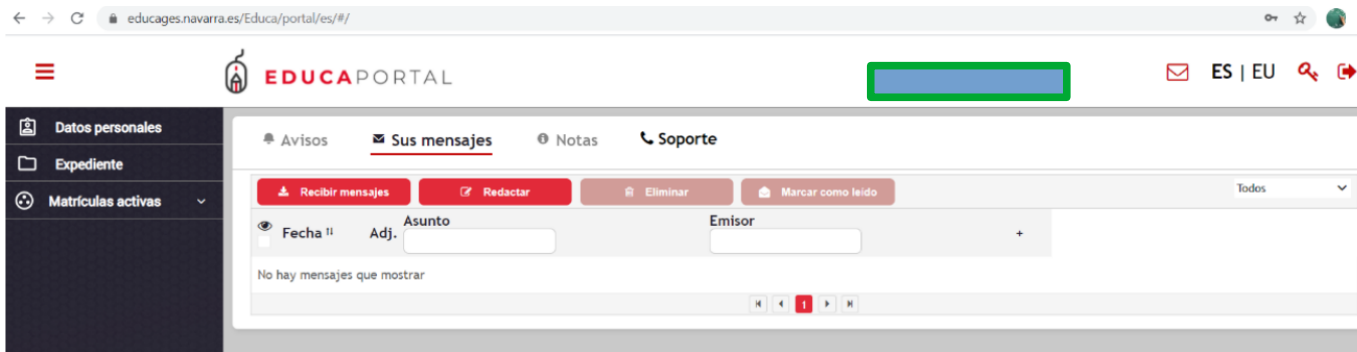 educages.navarra.es/Educa/portal/es/#/
EDUCAPORTAL
ES | EU
Datos personales
Expediente
Matrículas activas
Avisos Sus mensajes Notas Soporte
Recibir mensajes Redactar Eliminar Marcar como leído Todos
Fecha Adj. Asunto Emisor +
No hay mensajes que mostrar
1